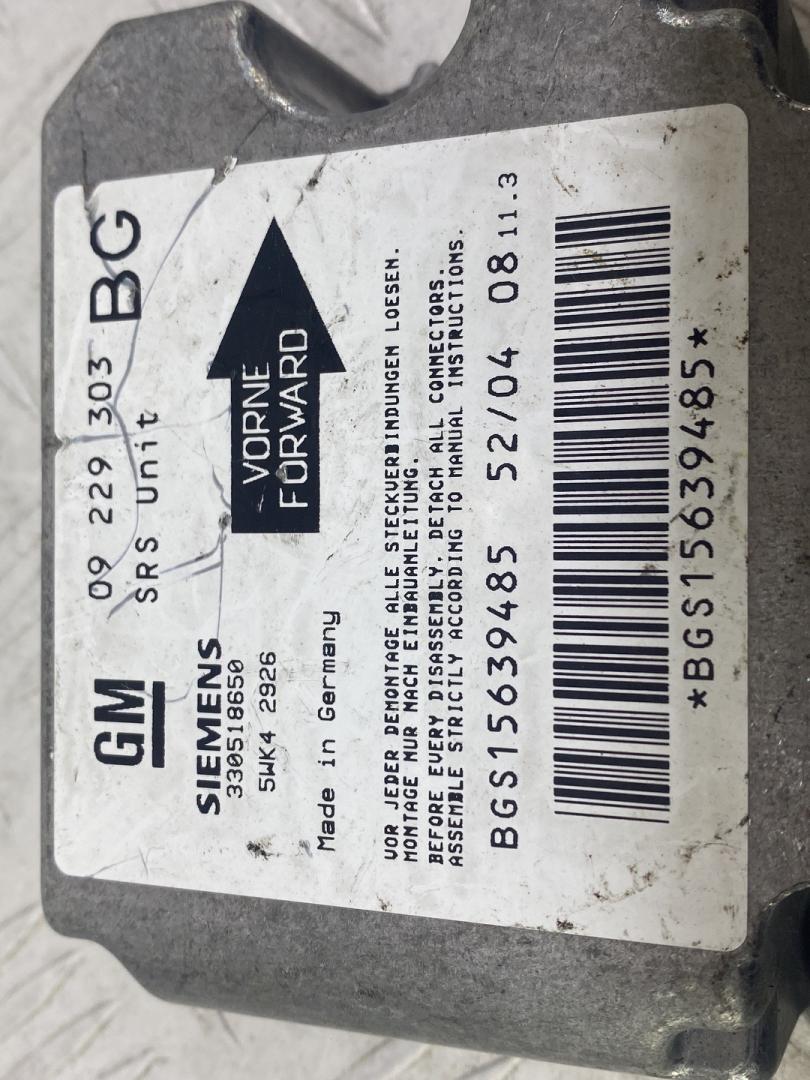 GM
09 229 303 BG
SRS Unit
SIEMENS
330518650
5WK4 2926
Made in Germany
VORNE
FORWARD
VOR JEDER DEMONTAGE ALLE STECKVERBINDUNGEN LOESEN.
MONTAGE NUR NACH EINBAUANLEITUNG.
BEFORE EVERY DISASSEMBLY, DETACH ALL CONNECTORS.
ASSEMBLE STRICTLY ACCORDING TO MANUAL INSTRUCTIONS.
BGS15639485 52/04 08 11.3
*BGS15639485*